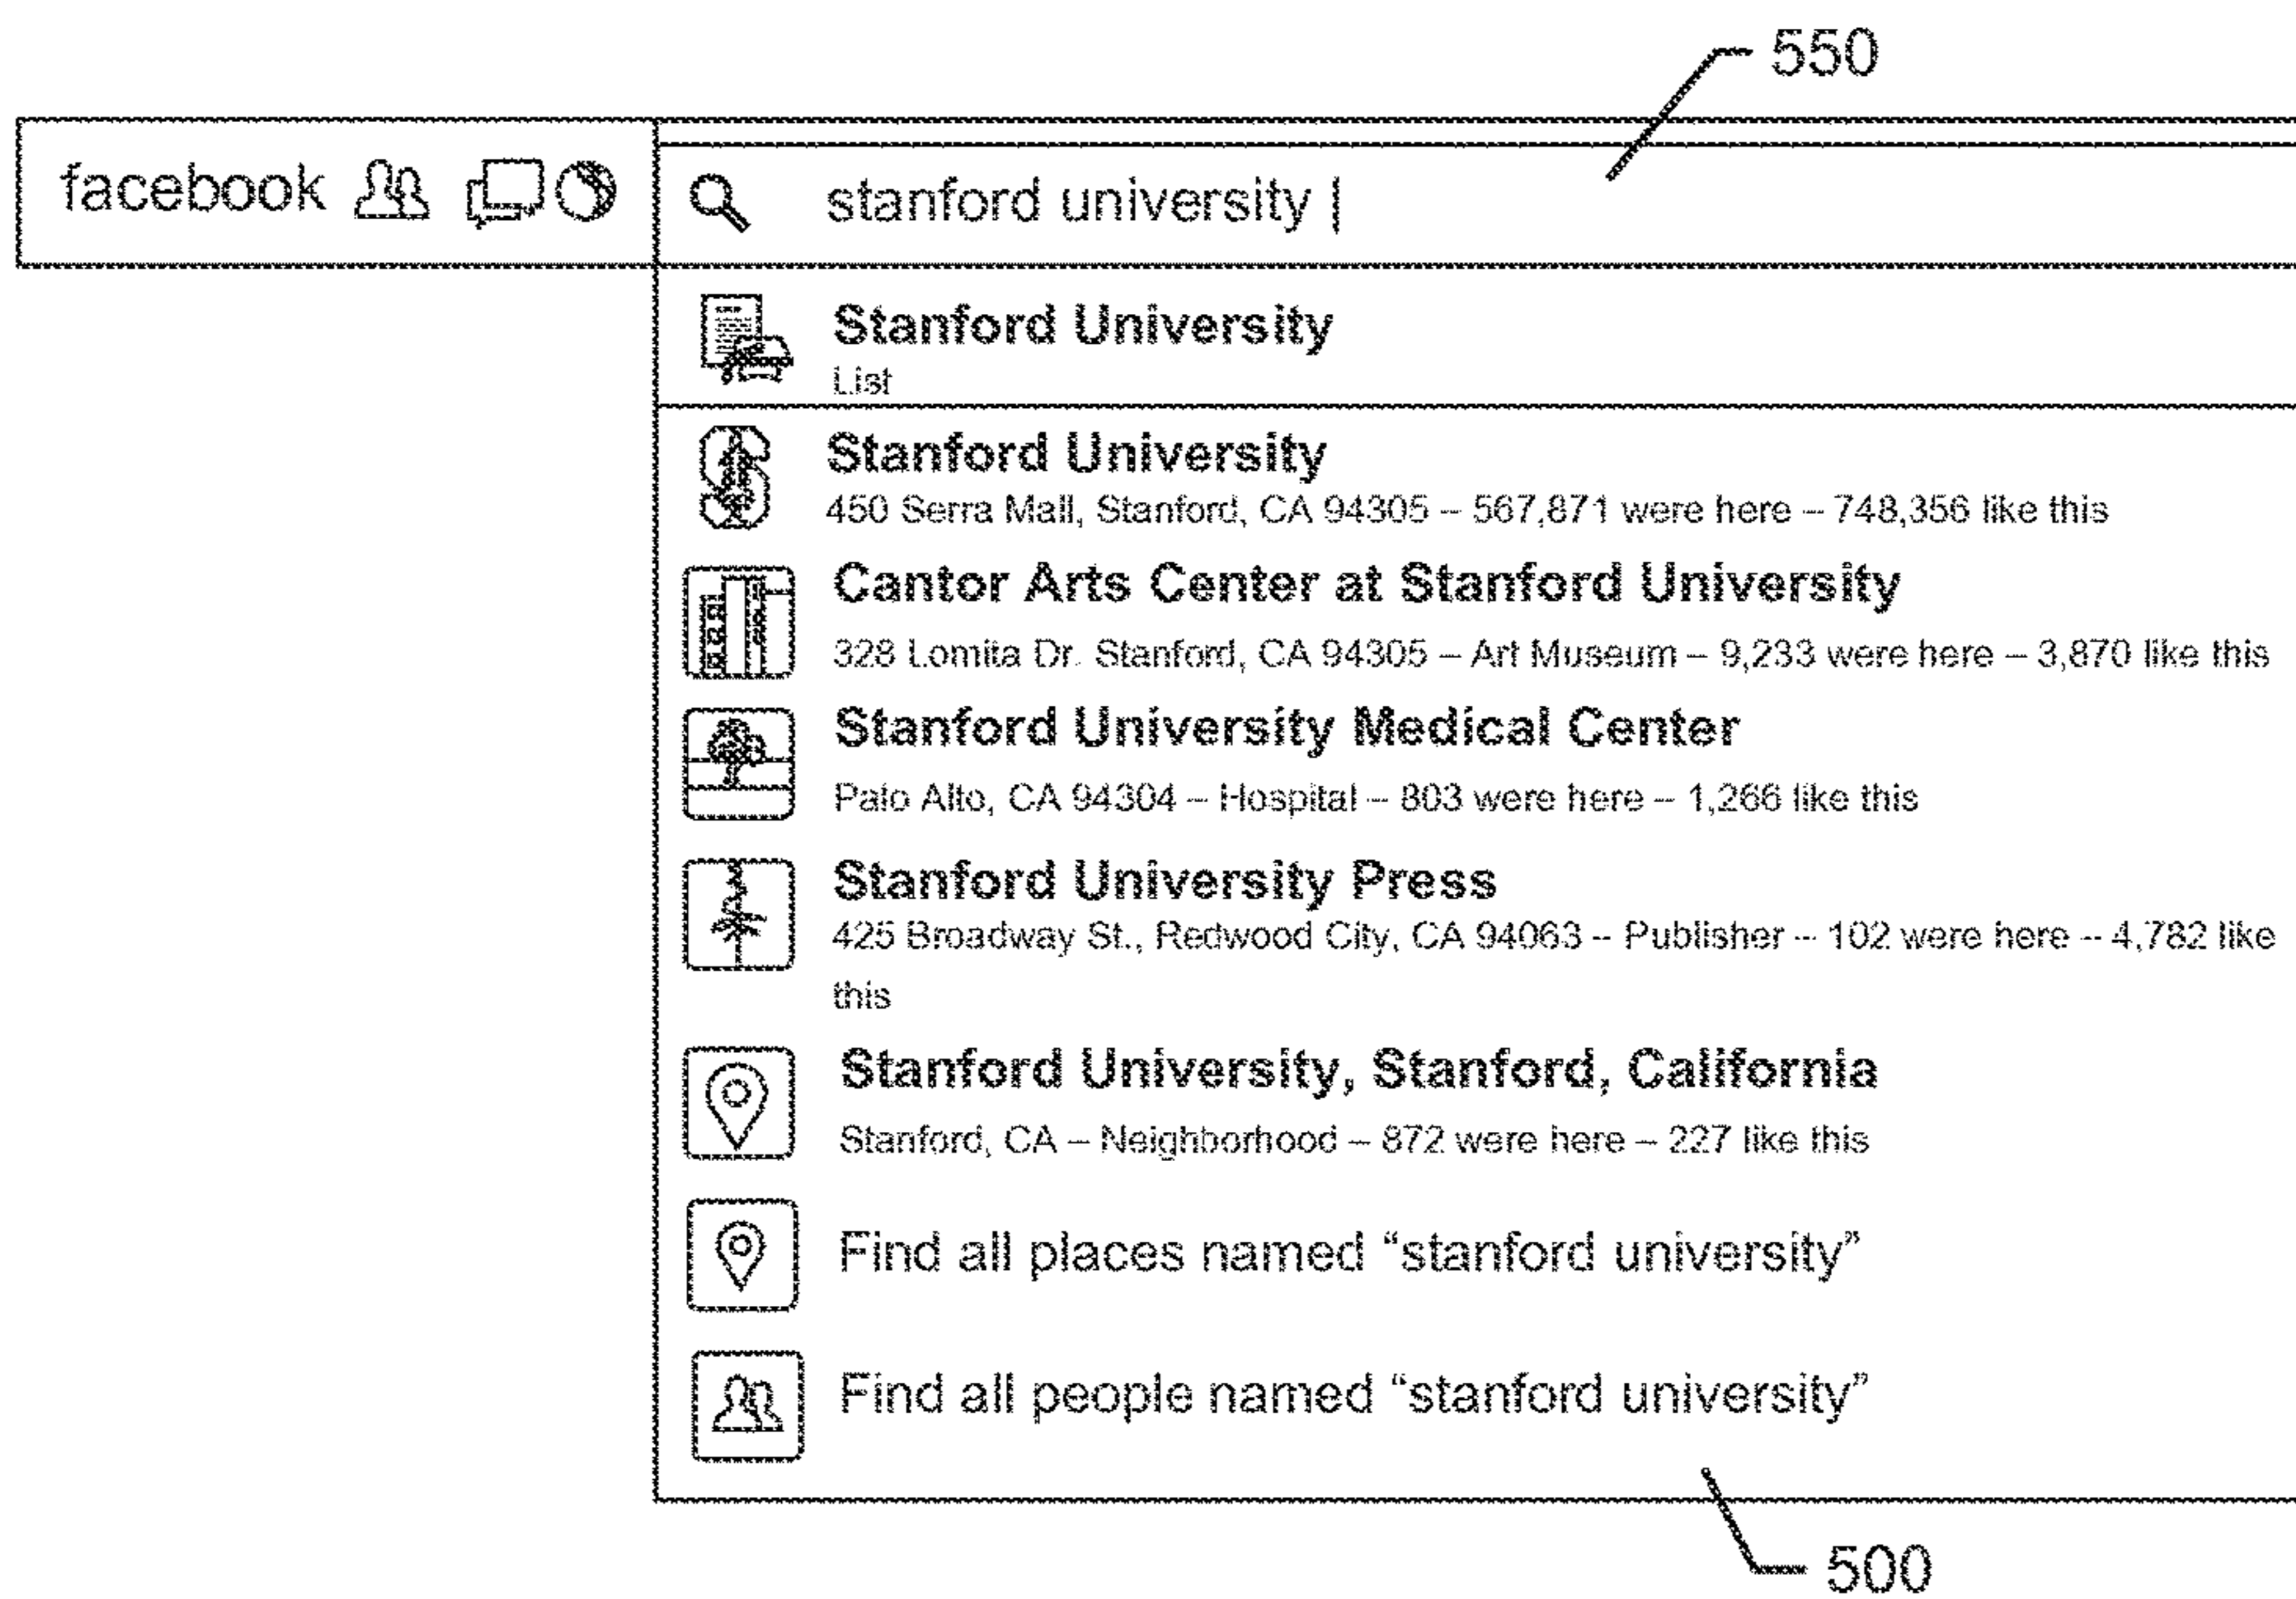 550
facebook
stanford university
Stanford University
List
Stanford University
450 Serra Mall, Stanford, CA 94305 – 567,871 were here – 748,356 like this
Cantor Arts Center at Stanford University
328 Lomita Dr. Stanford, CA 94305 – Art Museum – 9,233 were here – 3,870 like this
Stanford University Medical Center
Palo Alto, CA 94304 – Hospital – 803 were here – 1,266 like this
Stanford University Press
425 Broadway St., Redwood City, CA 94063 – Publisher – 102 were here – 4,782 like
this
Stanford University, Stanford, California
Stanford, CA – Neighborhood – 872 were here – 227 like this
Find all places named “stanford university”
Find all people named “stanford university”
500